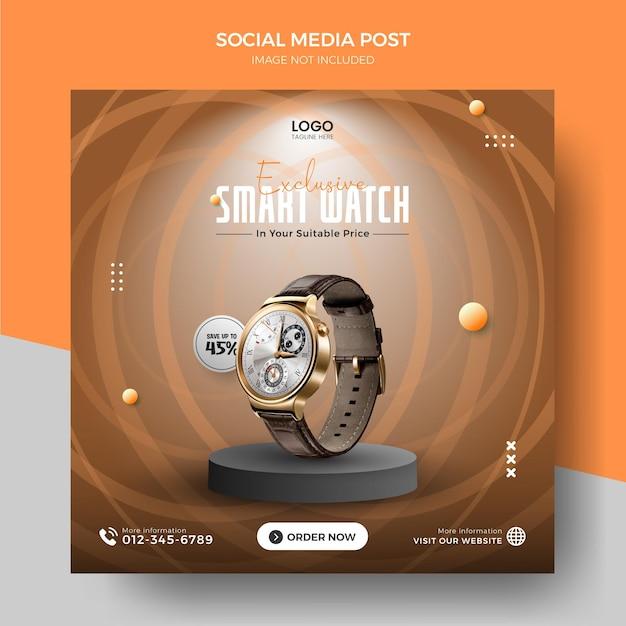 SOCIAL MEDIA POST
IMAGE NOT INCLUDED
LOGO
TAGLINE HERE
Exclusive
SMART WATCH
In Your Suitable Price
SAVE UP TO
45%
More information
012-345-6789
ORDER NOW
More information
VISIT OUR WEBSITE